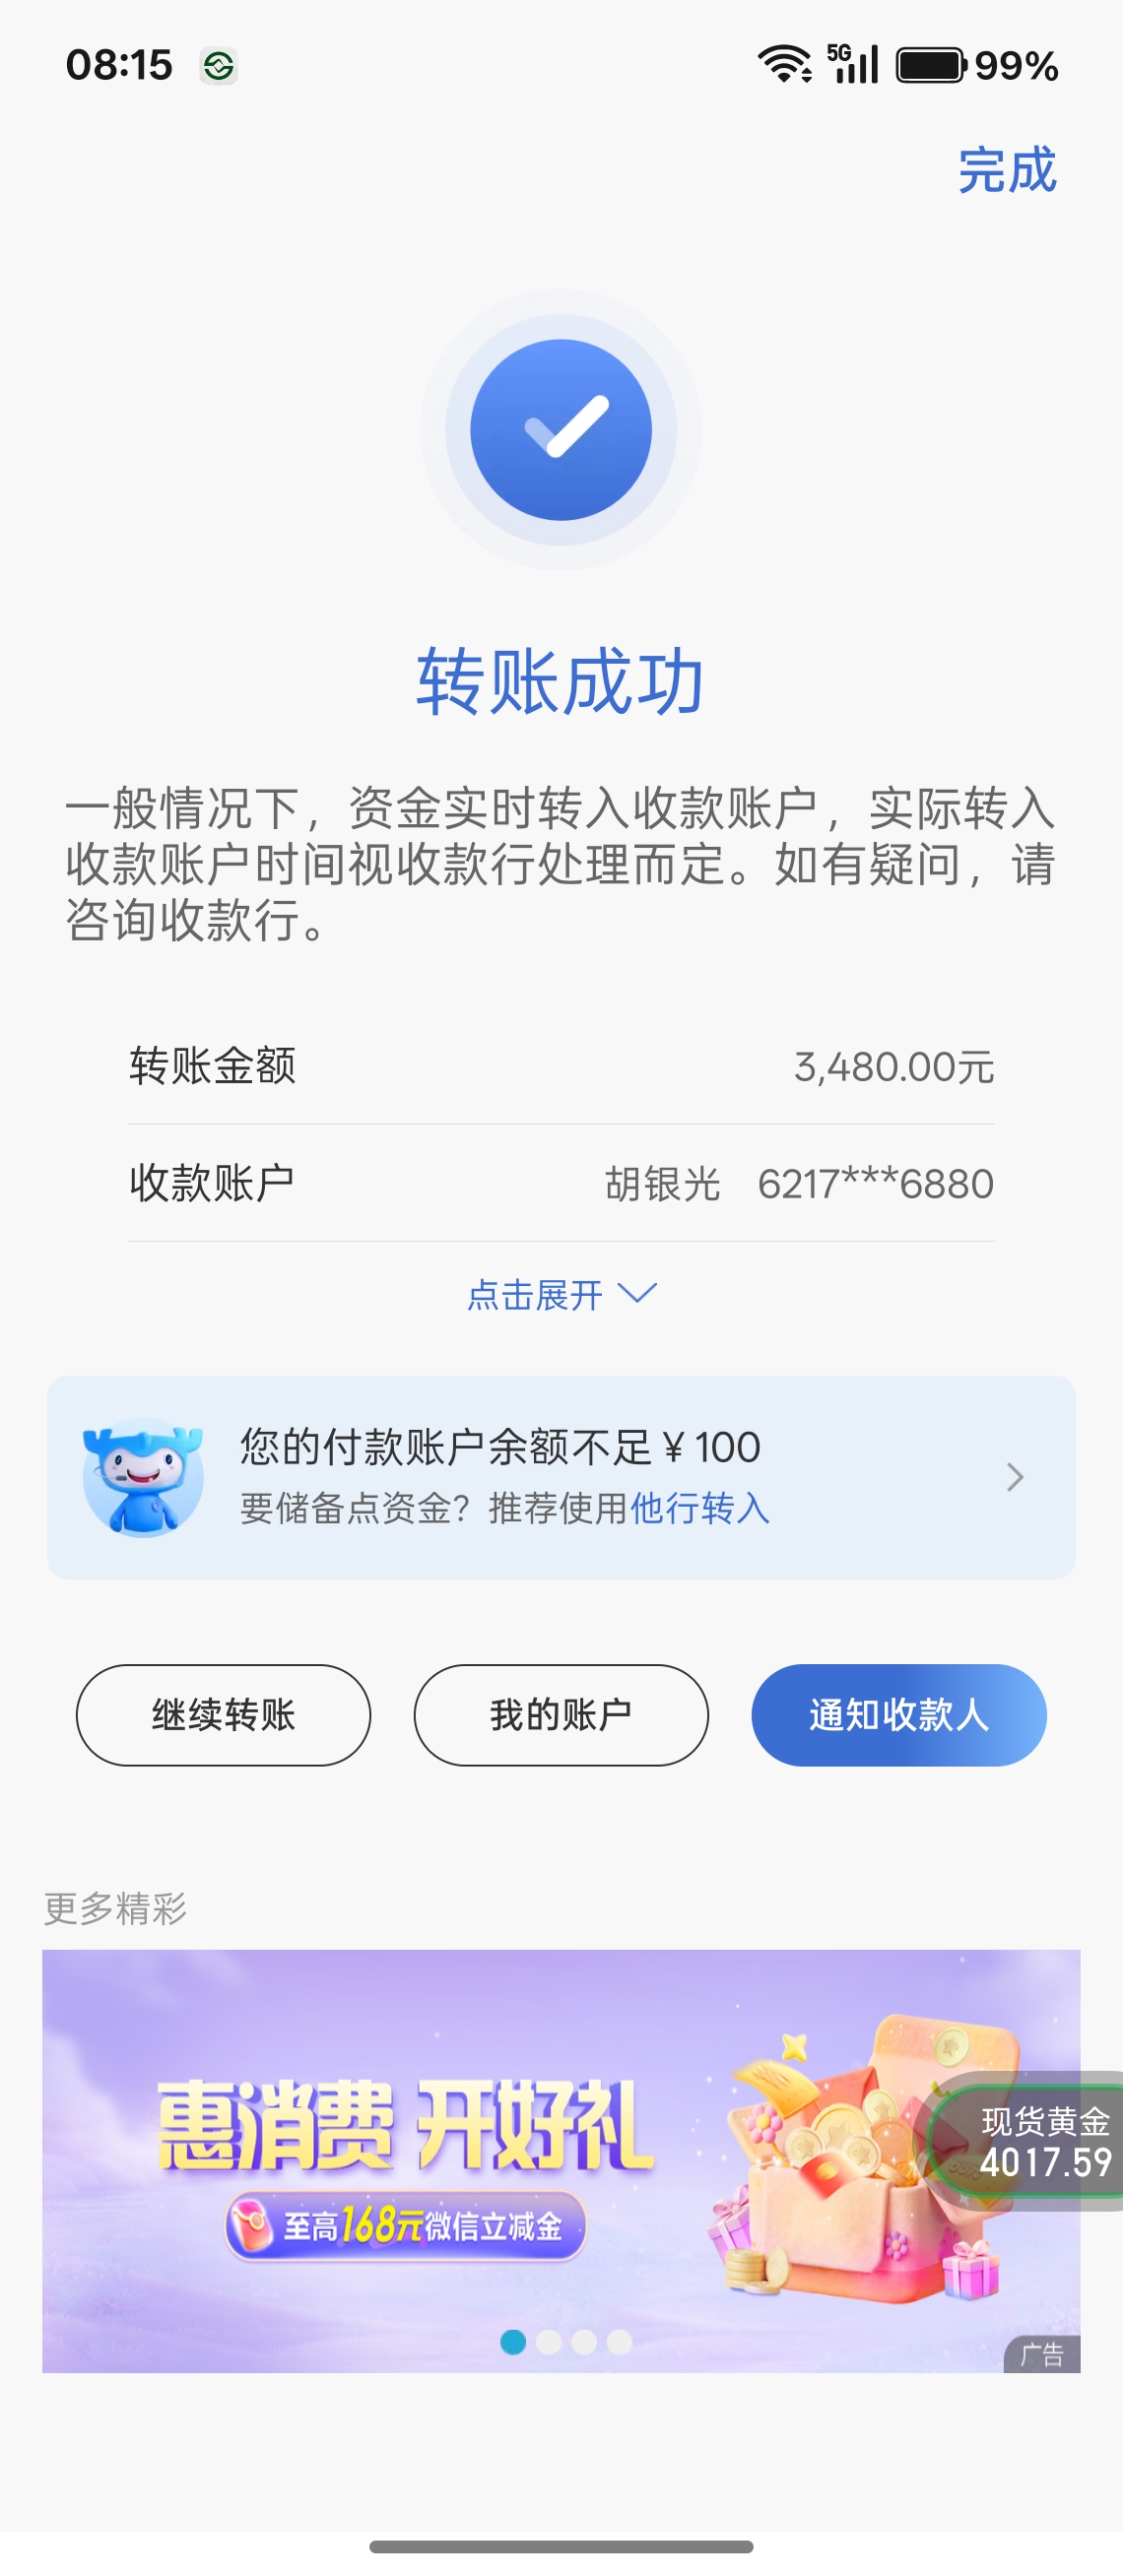 08:15
5G
99%
完成
转账成功
一般情况下，资金实时转入收款账户，实际转入
收款账户时间视收款行处理而定。如有疑问，请
咨询收款行。
转账金额 3,480.00元
收款账户 胡银光 6217***6880
点击展开
您的付款账户余额不足¥100
要储备点资金？推荐使用他行转入
继续转账 我的账户 通知收款人
更多精彩
惠消费 开好礼
至高168元微信立减金
现货黄金
4017.59
广告